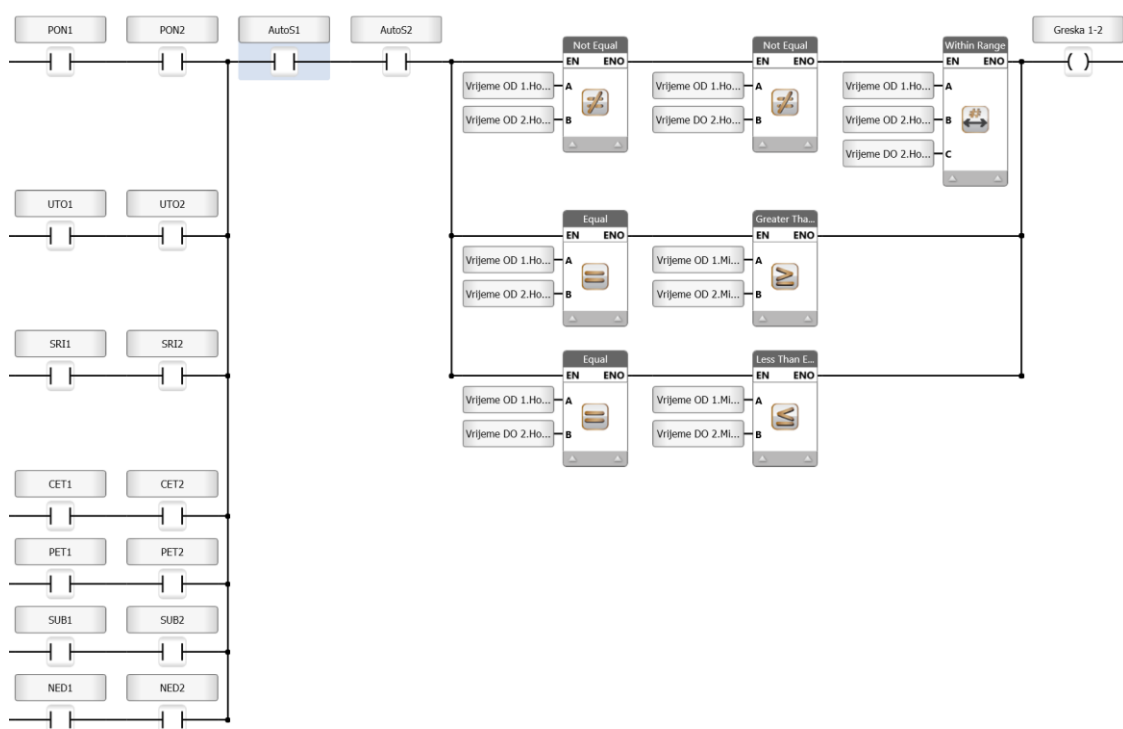 PON1
PON2
AutoS1
AutoS2
Not Equal
Not Equal
Within Range
Greska 1-2
EN ENO
EN ENO
EN ENO
Vrijeme OD 1.Ho... A
Vrijeme OD 1.Ho... A
Vrijeme OD 1.Ho... A
Vrijeme OD 2.Ho... B
Vrijeme DO 2.Ho... B
Vrijeme OD 2.Ho... B
Vrijeme DO 2.Ho... C
UTO1
UTO2
Equal
Greater Tha...
EN ENO
EN ENO
Vrijeme OD 1.Ho... A
Vrijeme OD 1.Mi... A
Vrijeme OD 2.Ho... B
Vrijeme OD 2.Mi... B
SRI1
SRI2
Equal
Less Than E...
EN ENO
EN ENO
Vrijeme OD 1.Ho... A
Vrijeme OD 1.Mi... A
Vrijeme DO 2.Ho... B
Vrijeme DO 2.Mi... B
CET1
CET2
PET1
PET2
SUB1
SUB2
NED1
NED2